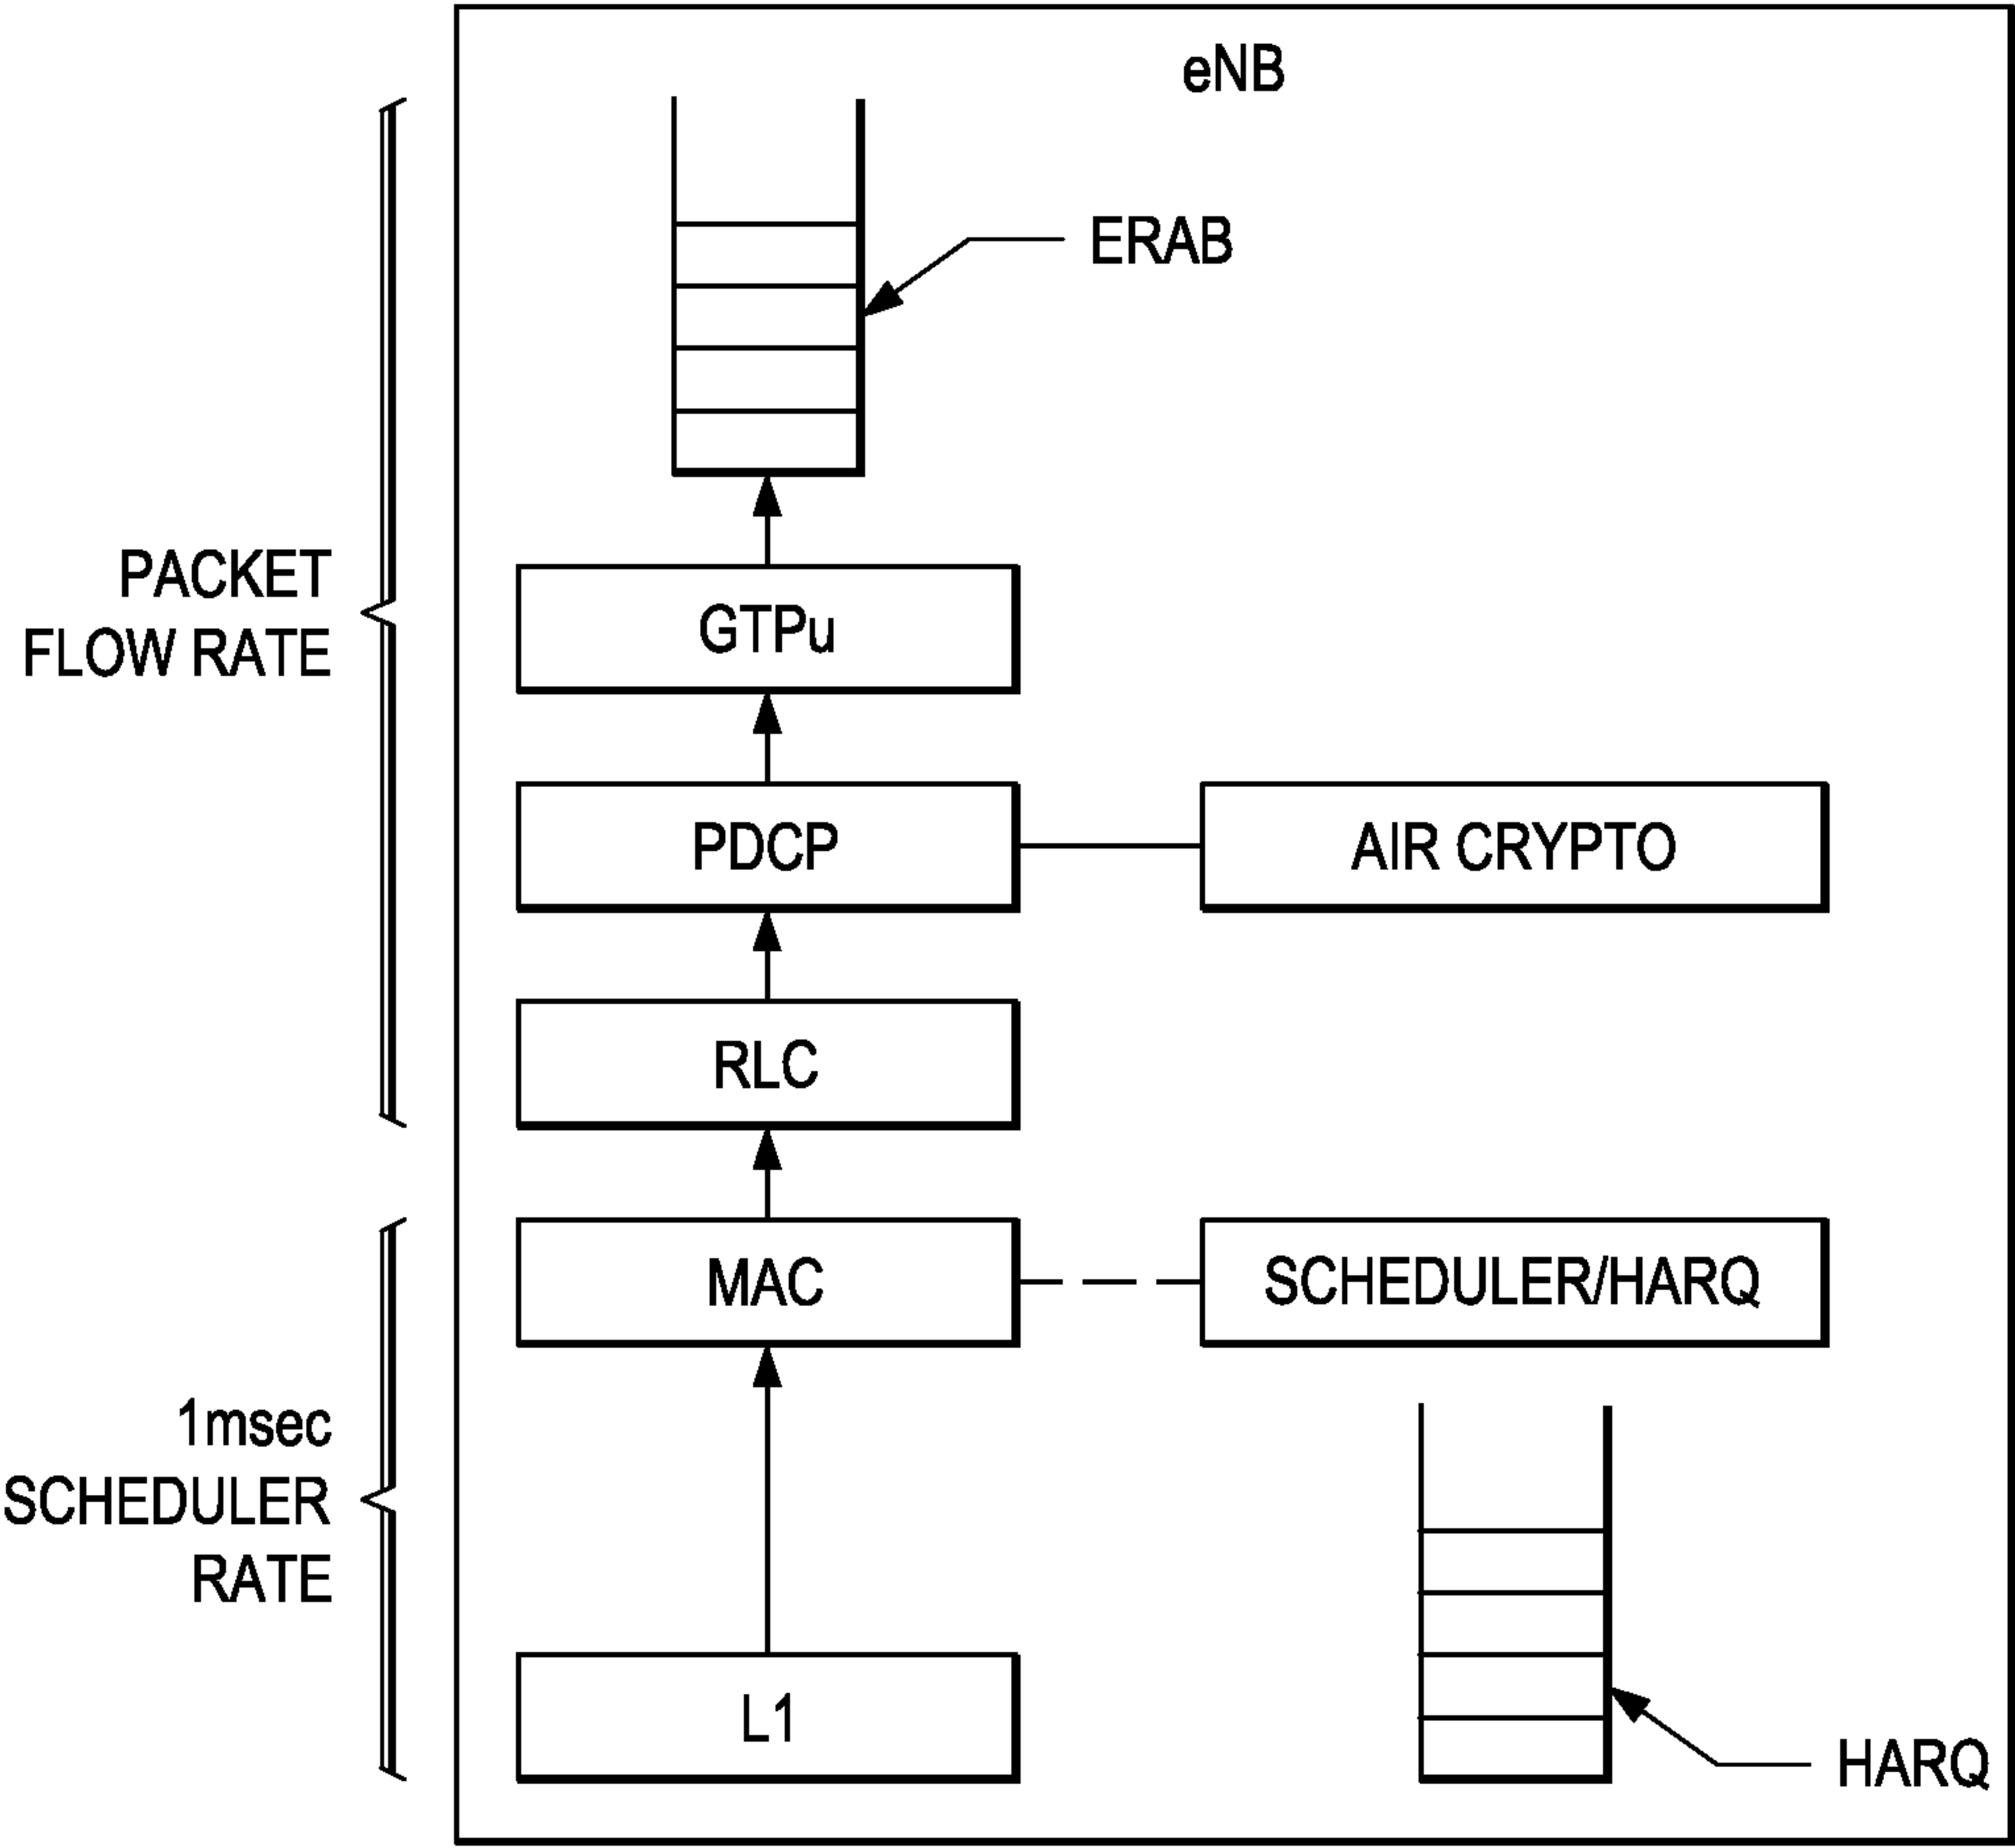 eNB
ERAB
PACKET
FLOW RATE
GTPu
PDCP
AIR CRYPTO
RLC
MAC
SCHEDULER/HARQ
1msec
SCHEDULER
RATE
L1
HARQ